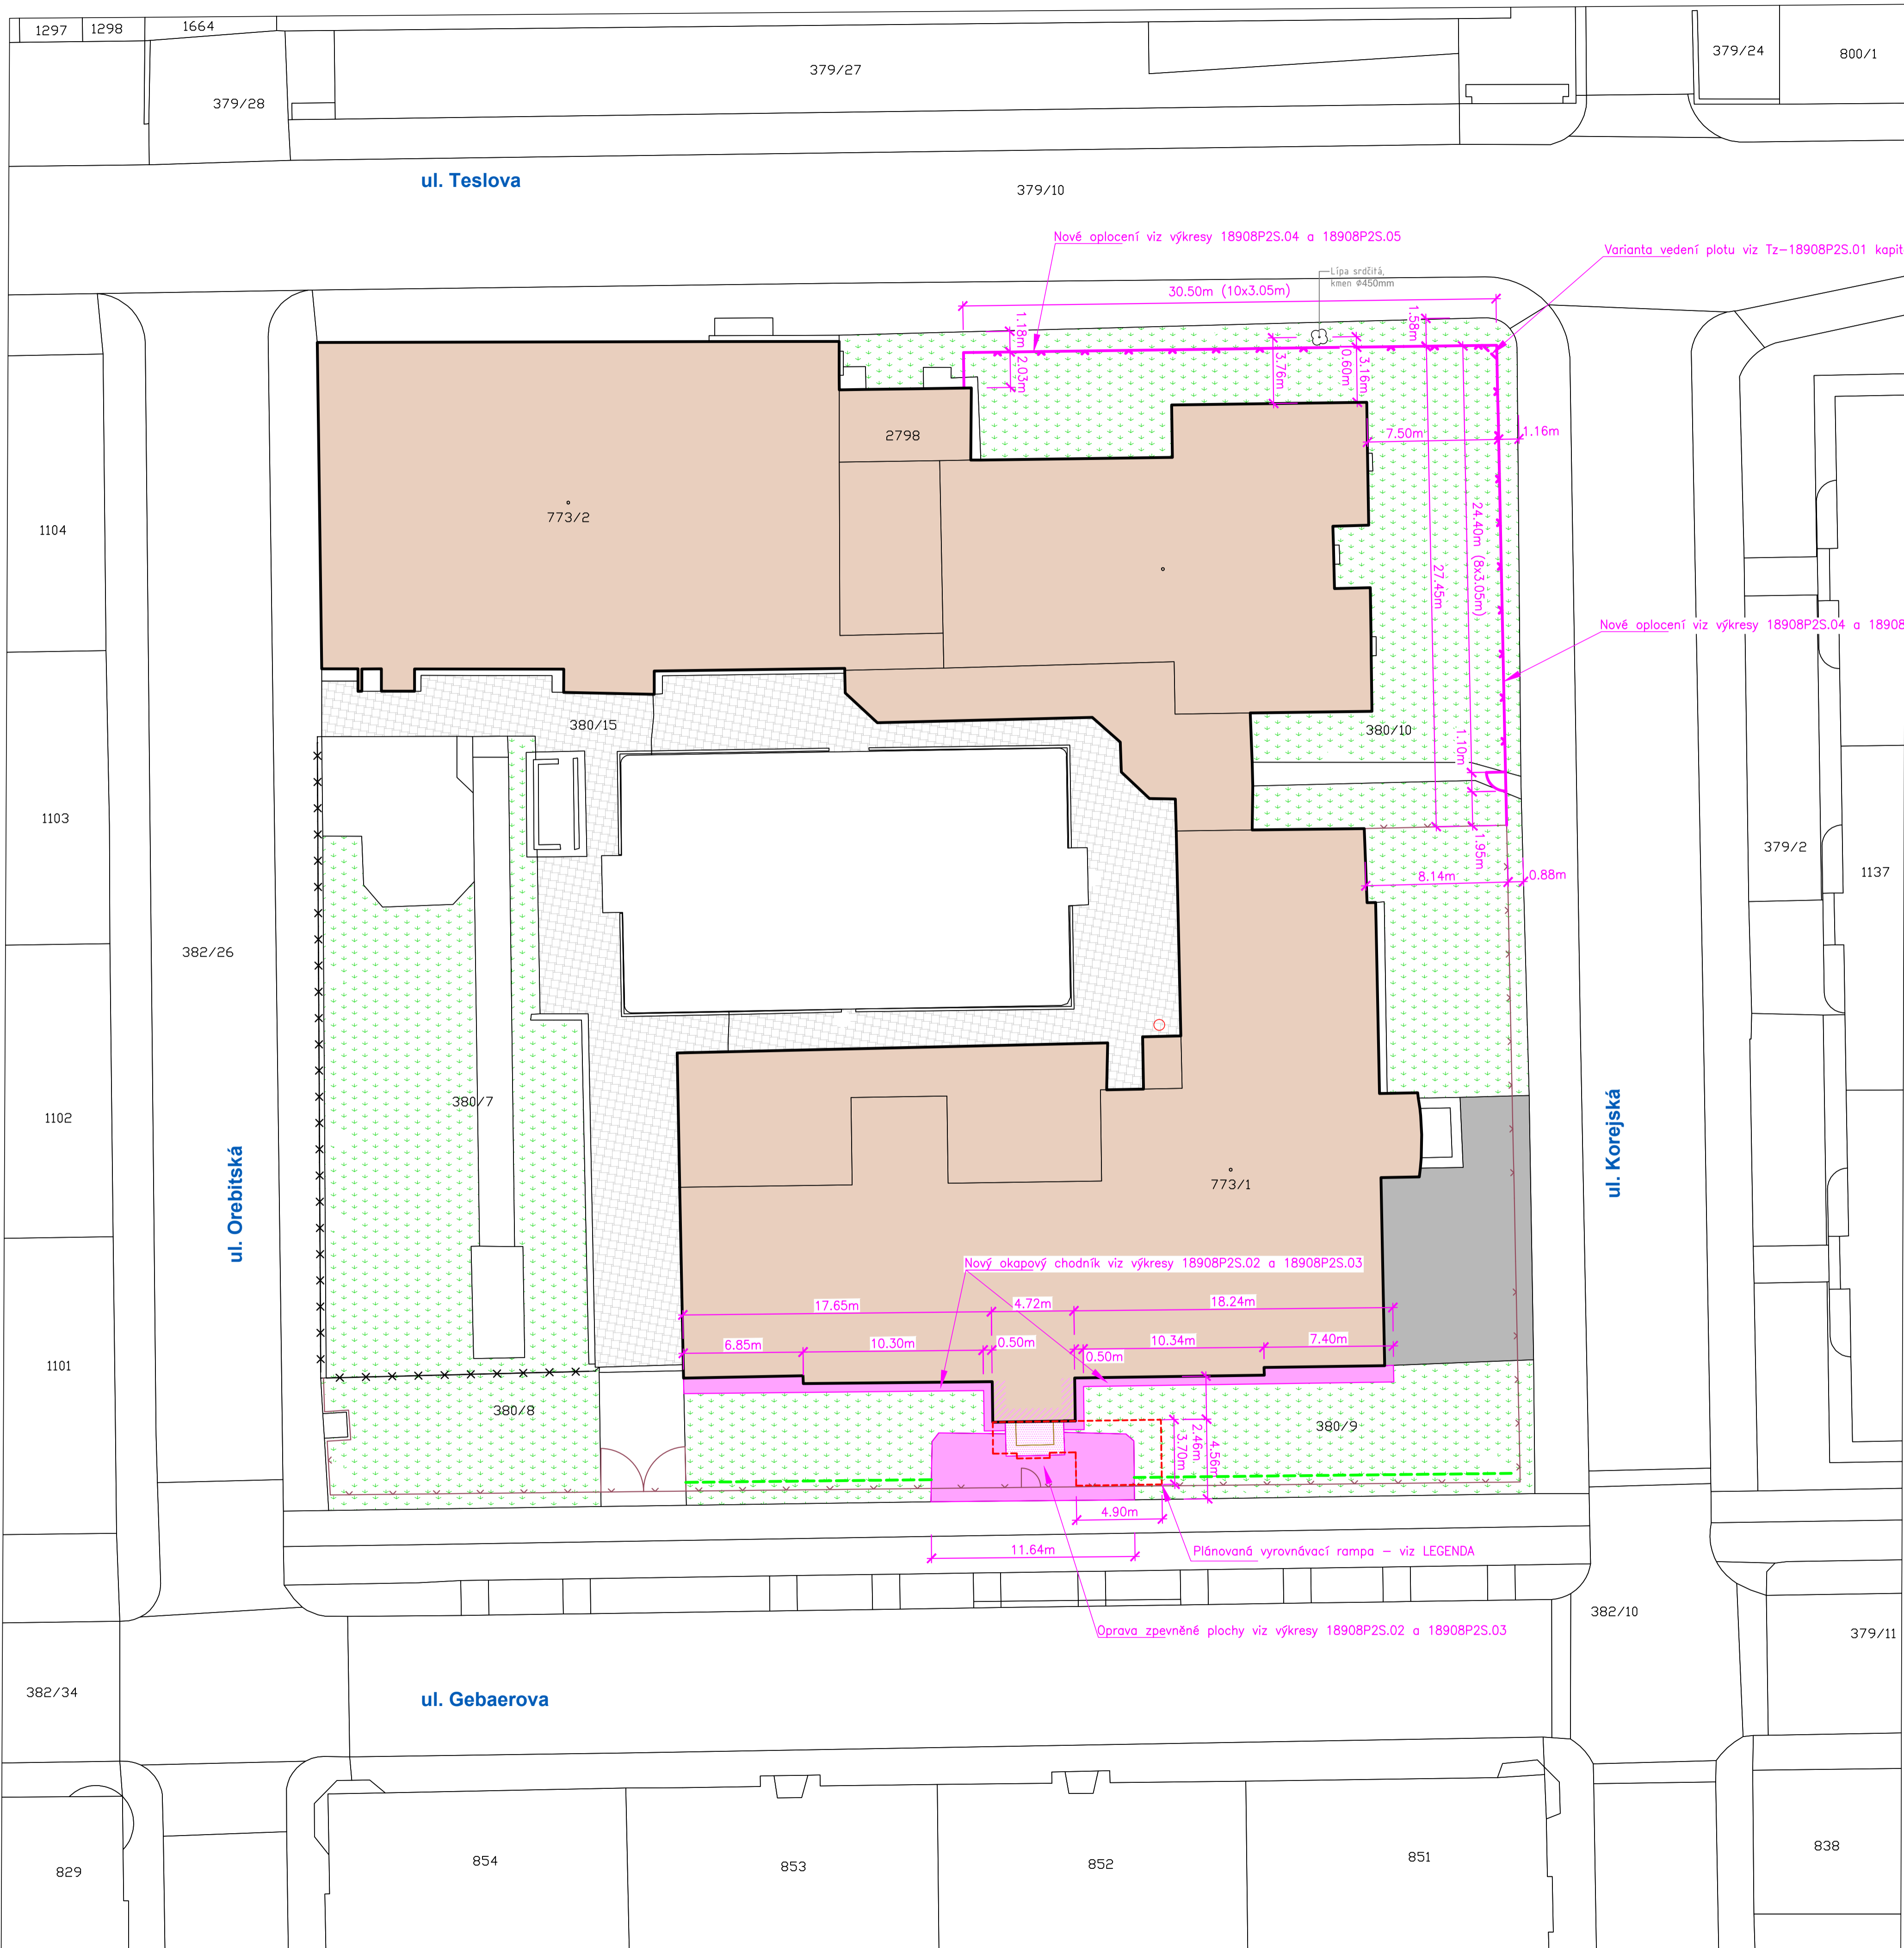 1297
1298
1664
379/27
379/24
800/1
379/28
ul. Teslova
379/10
Nové oplocení viz výkresy 18908P2S.04 a 18908P2S.05
Varianta vedení plotu viz Tz-18908P2S.01 kapit
Lípa srdčitá,
kmen Ø450mm
30.50m (10x3.05m)
1.58m
1.18m
2.03m
3.76m
0.60m
3.16m
2798
7.50m
1.16m
773/2
1104
24.40m (8x3.05m)
27.45m
Nové oplocení viz výkresy 18908P2S.04 a 18908
380/15
380/10
1.10m
1103
1.95m
379/2
1137
8.14m
0.88m
382/26
380/7
1102
ul. Orebitská
ul. Korejská
773/1
Nový okapový chodník viz výkresy 18908P2S.02 a 18908P2S.03
17.65m
4.72m
18.24m
6.85m
10.30m
0.50m
0.50m
10.34m
7.40m
1101
380/8
380/9
2.46m
3.70m
4.56m
4.90m
11.64m
Plánovaná vyrovnávací rampa – viz LEGENDA
382/10
Oprava zpevněné plochy viz výkresy 18908P2S.02 a 18908P2S.03
379/11
382/34
ul. Gebaerova
829
854
853
852
851
838